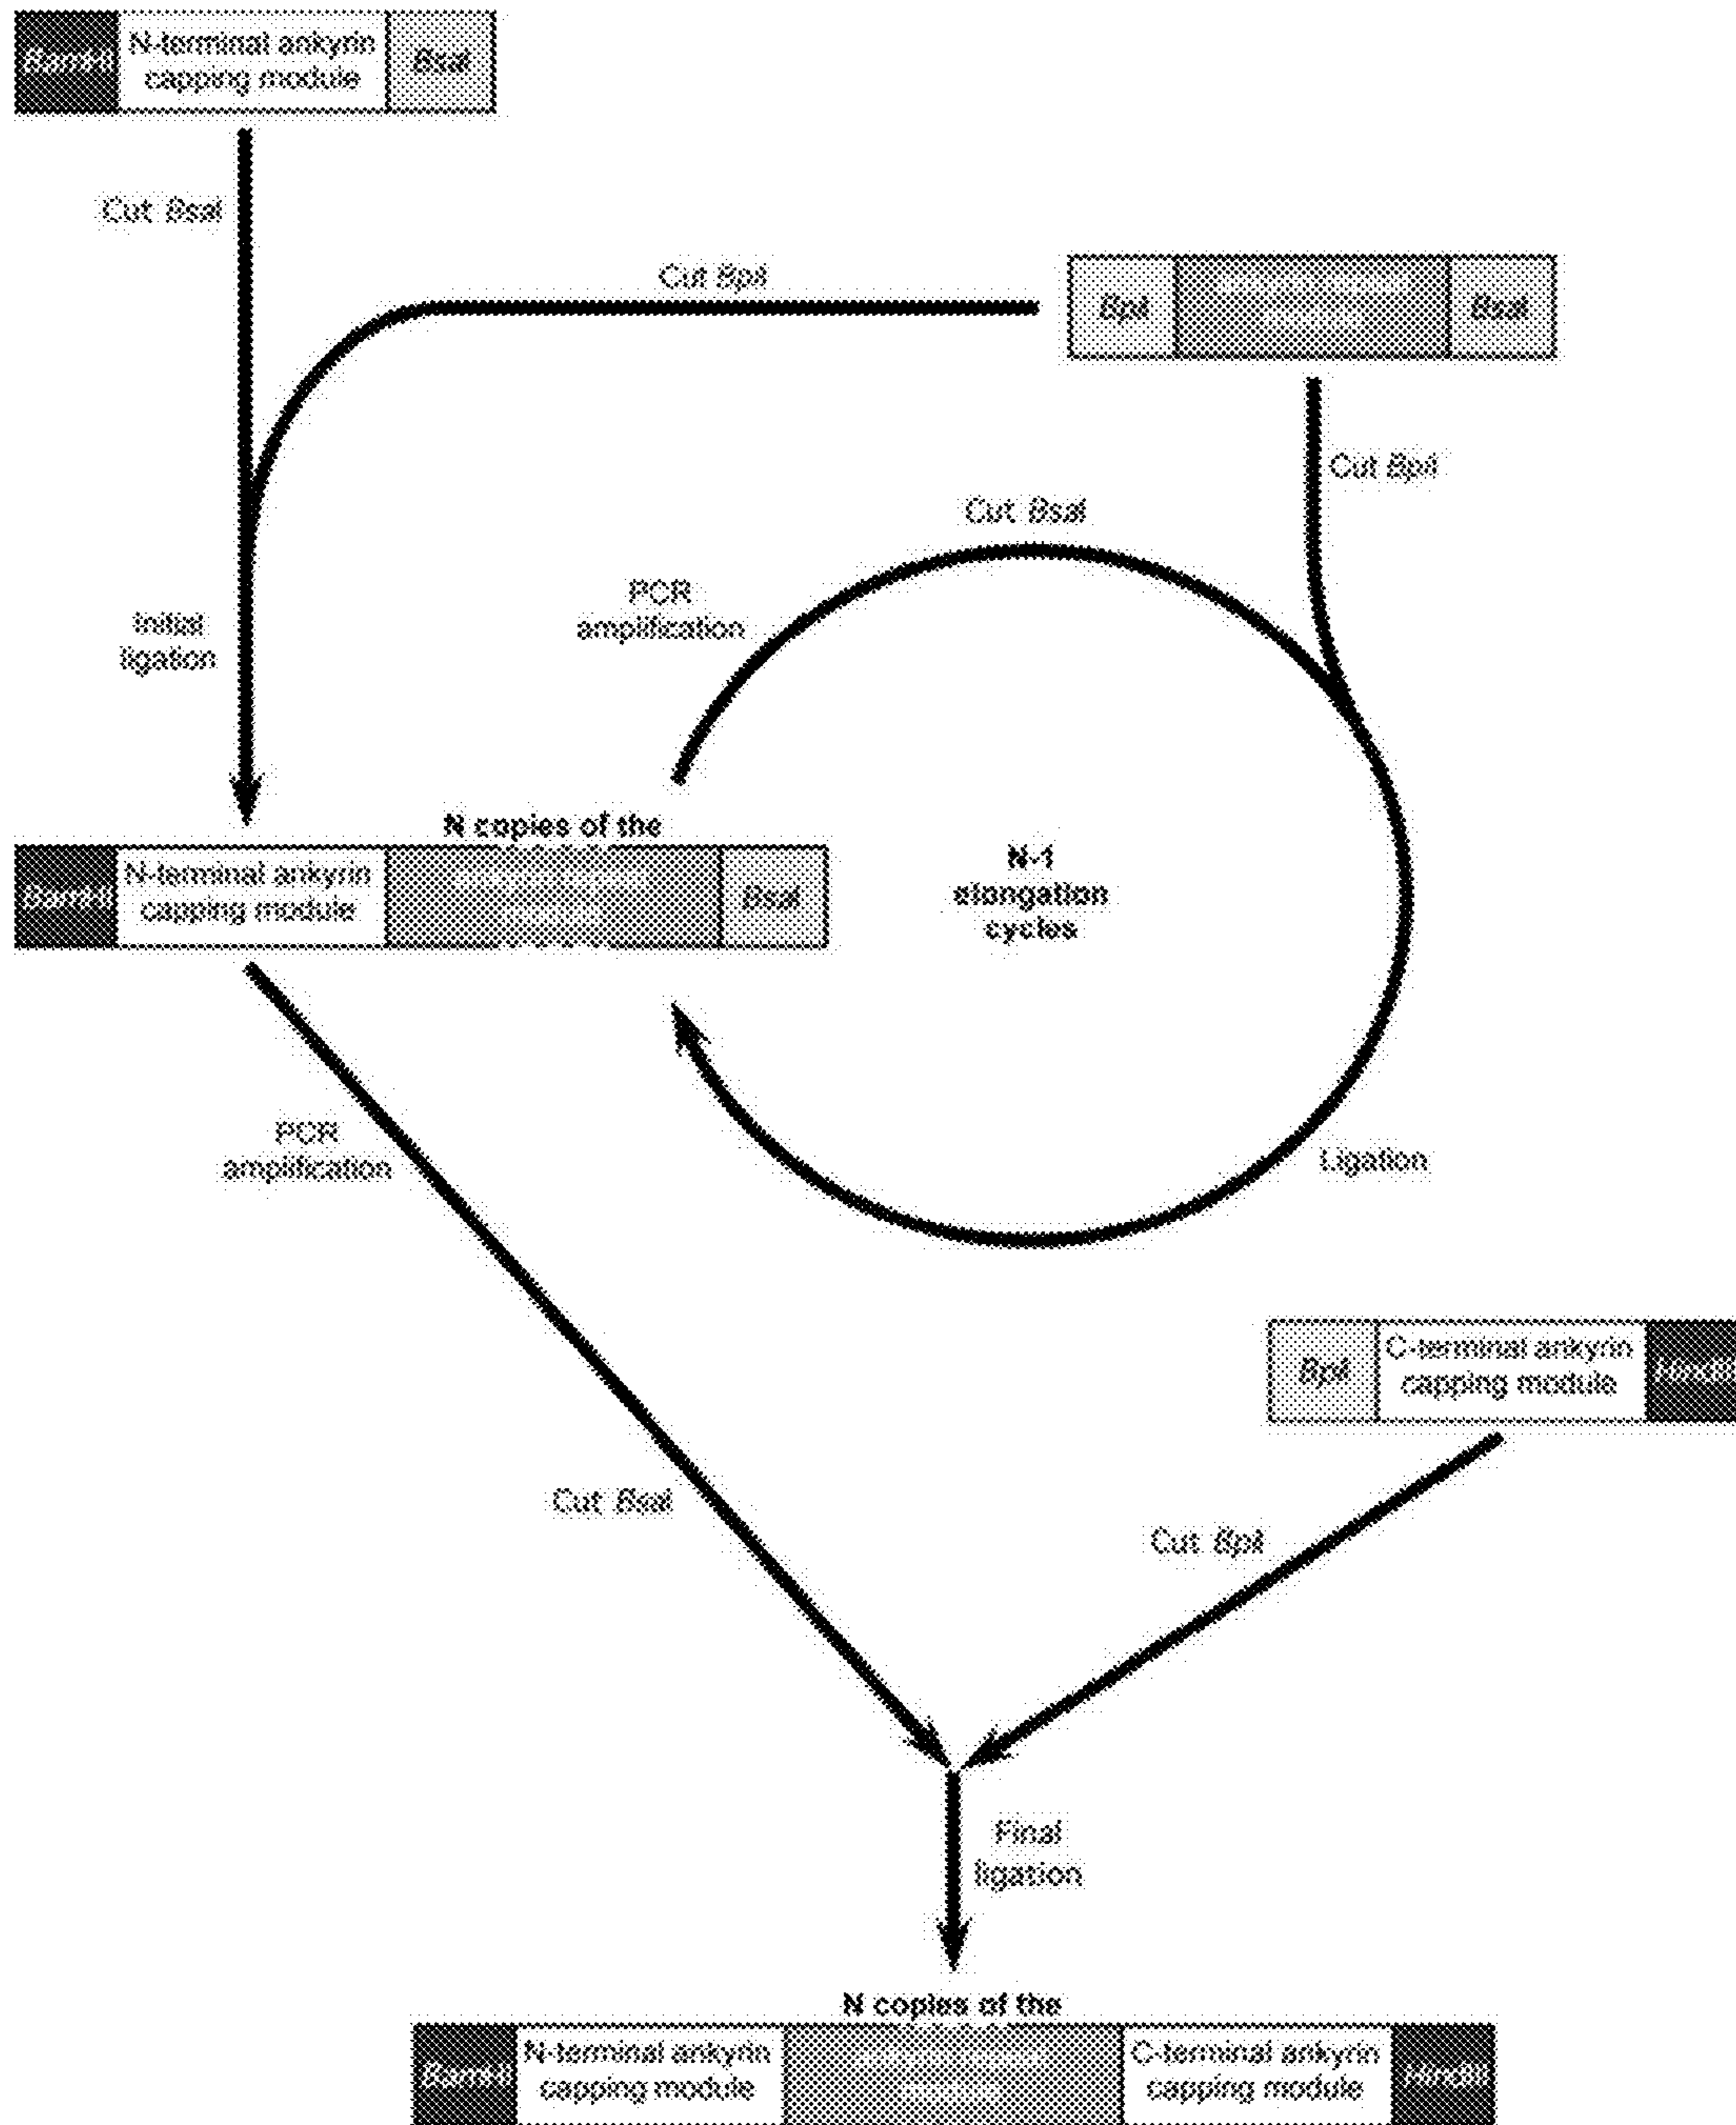 BamHI
N-terminal ankyrin
capping module
BsaI
Cut BsaI
Cut BpiI
BpiI
BsaI
Cut BpiI
Cut BsaI
PCR
amplification
Initial
ligation
N copies of the
BamHI
N-terminal ankyrin
capping module
BsaI
N-1
elongation
cycles
PCR
amplification
Ligation
BpiI
C-terminal ankyrin
capping module
HindIII
Cut BsaI
Cut BpiI
Final
ligation
N copies of the
BamHI
N-terminal ankyrin
capping module
C-terminal ankyrin
capping module
HindIII